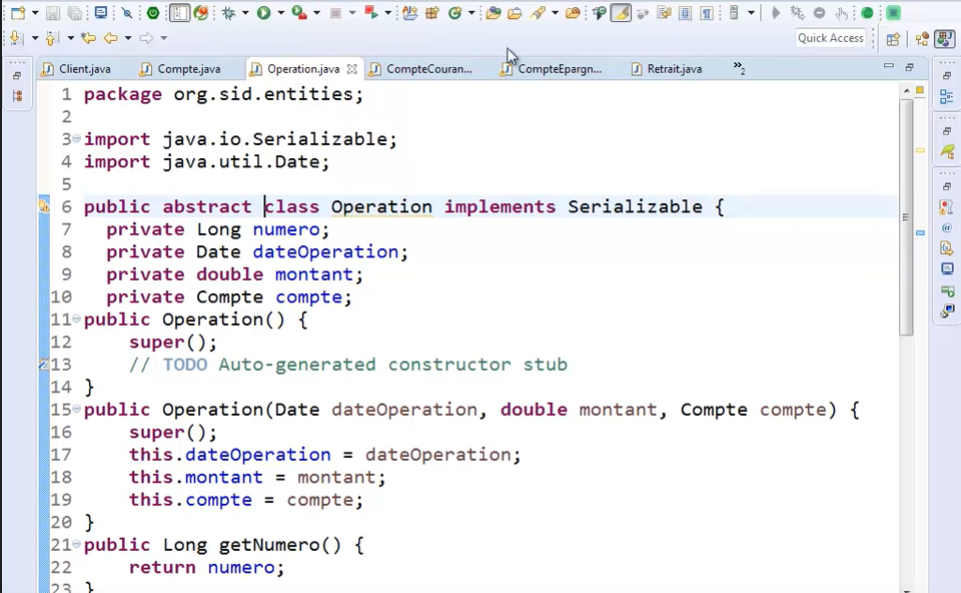 Quick Access
Client.java
Compte.java
Operation.java
CompteCouran...
CompteEpargn...
Retrait.java
»2
1 package org.sid.entities;
2
3 import java.io.Serializable;
4 import java.util.Date;
5
6 public abstract class Operation implements Serializable {
7 private Long numero;
8 private Date dateOperation;
9 private double montant;
10 private Compte compte;
11 public Operation() {
12 super();
13 // TODO Auto-generated constructor stub
14 }
15 public Operation(Date dateOperation, double montant, Compte compte) {
16 super();
17 this.dateOperation = dateOperation;
18 this.montant = montant;
19 this.compte = compte;
20 }
21 public Long getNumero() {
22 return numero;
23 }